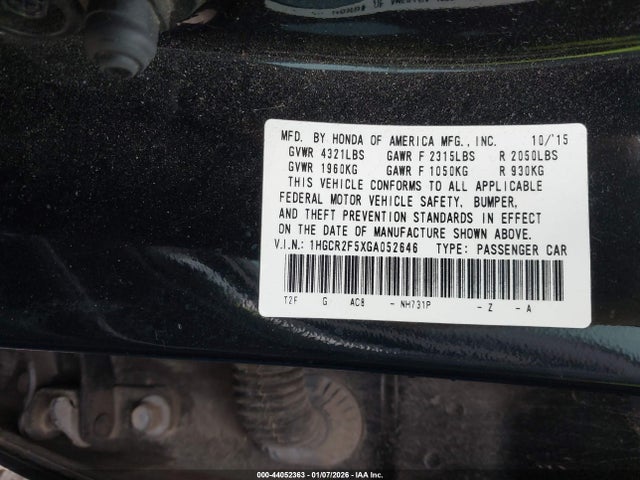 MFD. BY HONDA OF AMERICA MFG., INC. 10/'15
GVWR 4321LBS GAWR F 2315LBS R 2050LBS
GVWR 1960KG GAWR F 1050KG R 930KG
THIS VEHICLE CONFORMS TO ALL APPLICABLE
FEDERAL MOTOR VEHICLE SAFETY, BUMPER,
AND THEFT PREVENTION STANDARDS IN EFFECT
ON THE DATE OF MANUFACTURE SHOWN ABOVE.
V.I.N.: 1HGCR2F5XGA052646 TYPE: PASSENGER CAR
T2F G AC8 - NH731P - Z - A
000-44052363 - 01/07/2026 - IAA Inc.